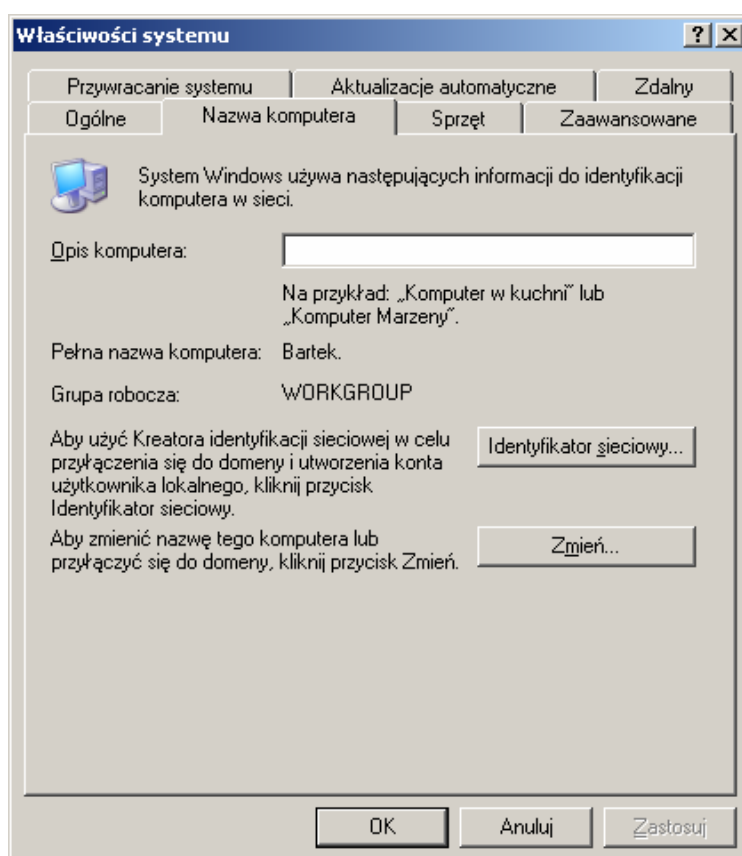 Właściwości systemu
Przywracanie systemu Aktualizacje automatyczne Zdalny
Ogólne Nazwa komputera Sprzęt Zaawansowane
System Windows używa następujących informacji do identyfikacji
komputera w sieci.
Opis komputera:
Na przykład: „Komputer w kuchni” lub
„Komputer Marzeny”.
Pełna nazwa komputera: Bartek.
Grupa robocza: WORKGROUP
Aby użyć Kreatora identyfikacji sieciowej w celu
przyłączenia się do domeny i utworzenia konta
użytkownika lokalnego, kliknij przycisk
Identyfikator sieciowy.
Identyfikator sieciowy...
Aby zmienić nazwę tego komputera lub
przyłączyć się do domeny, kliknij przycisk Zmień.
Zmień...
OK Anuluj Zastosuj